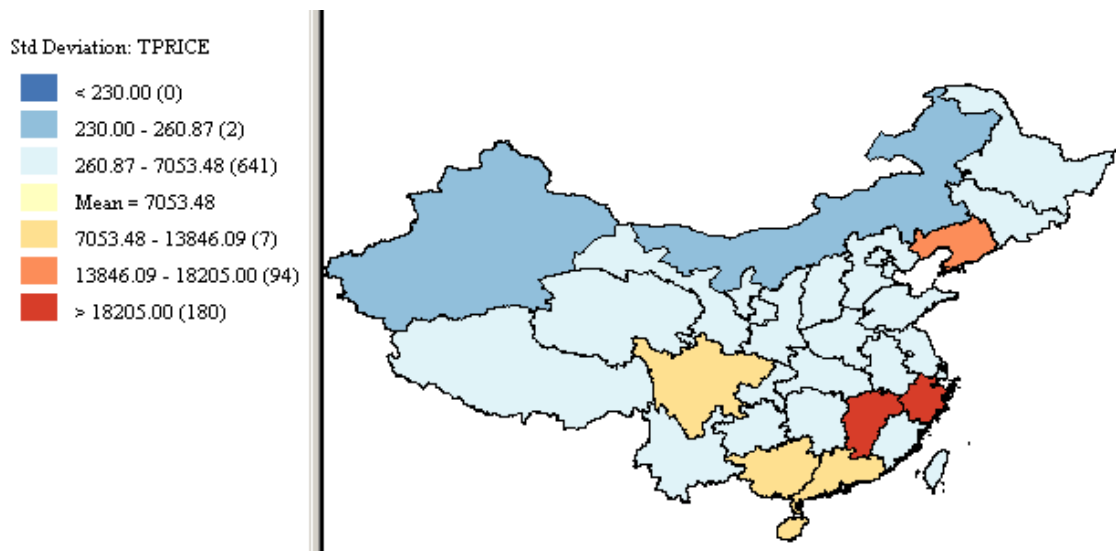 Std Deviation: TPRICE
< 230.00 (0)
230.00 - 260.87 (2)
260.87 - 7053.48 (641)
Mean = 7053.48
7053.48 - 13846.09 (7)
13846.09 - 18205.00 (94)
> 18205.00 (180)